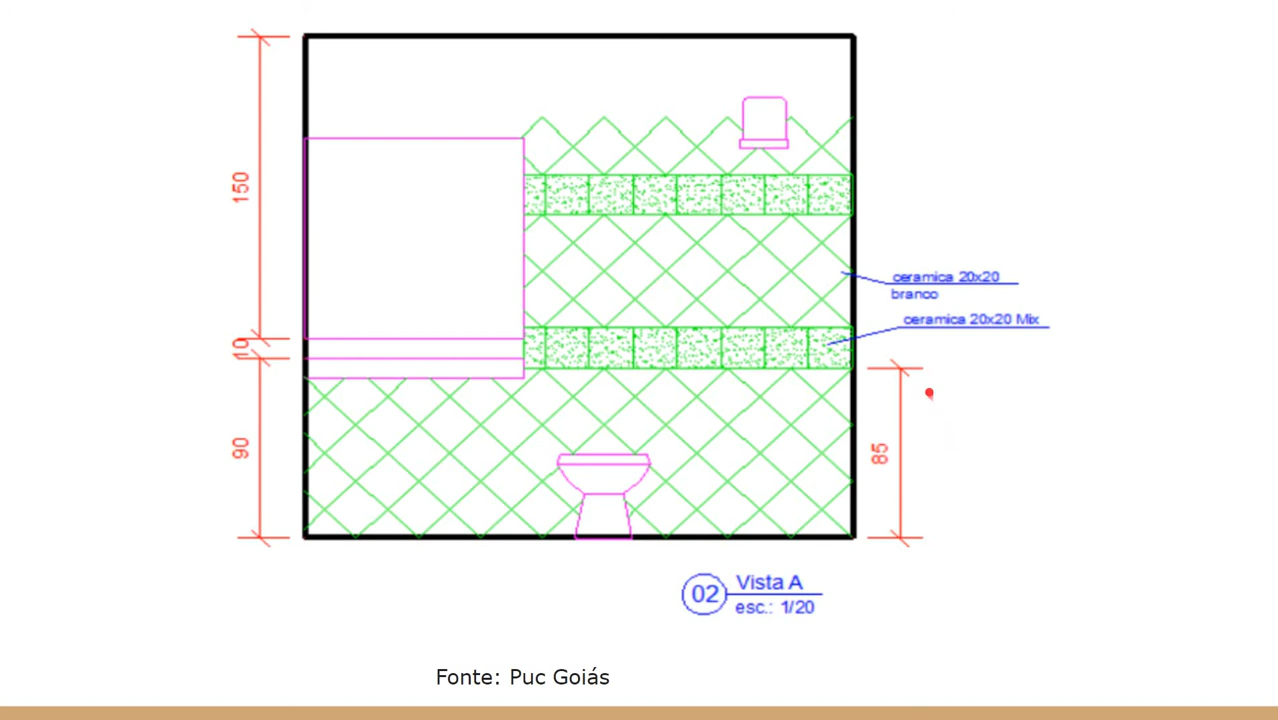 150
ceramica 20x20
branco
ceramica 20x20 Mix
10
90
85
02
Vista A
esc.: 1/20
Fonte: Puc Goiás